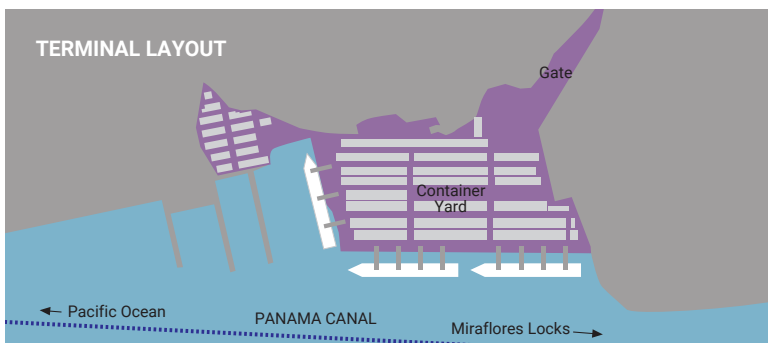 TERMINAL LAYOUT
Gate
Container
Yard
Pacific Ocean
PANAMA CANAL
Miraflores Locks